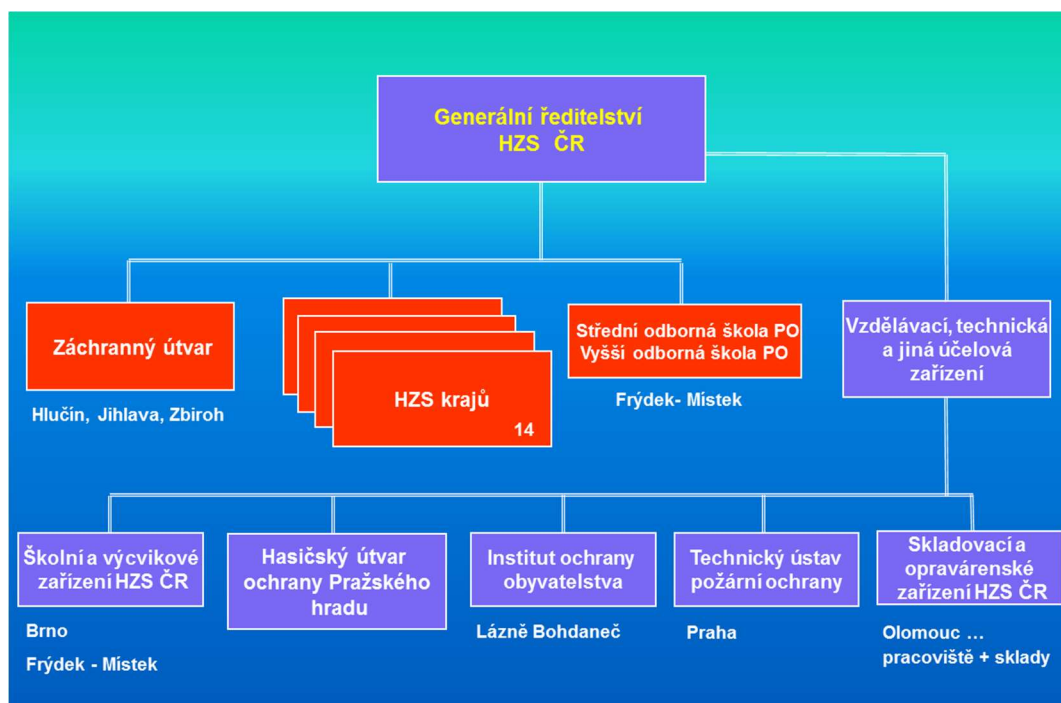 Generální ředitelství
HZS ČR
Záchranný útvar
Hlučín, Jihlava, Zbiroh
HZS krajů
14
Střední odborná škola PO
Vyšší odborná škola PO
Frýdek- Místek
Vzdělávací, technická
a jiná účelová
zařízení
Školní a výcvikové
zařízení HZS ČR
Brno
Frýdek - Místek
Hasičský útvar
ochrany Pražského
hradu
Institut ochrany
obyvatelstva
Lázně Bohdaneč
Technický ústav
požární ochrany
Praha
Skladovací a
opravárenské
zařízení HZS ČR
Olomouc ...
pracoviště + sklady